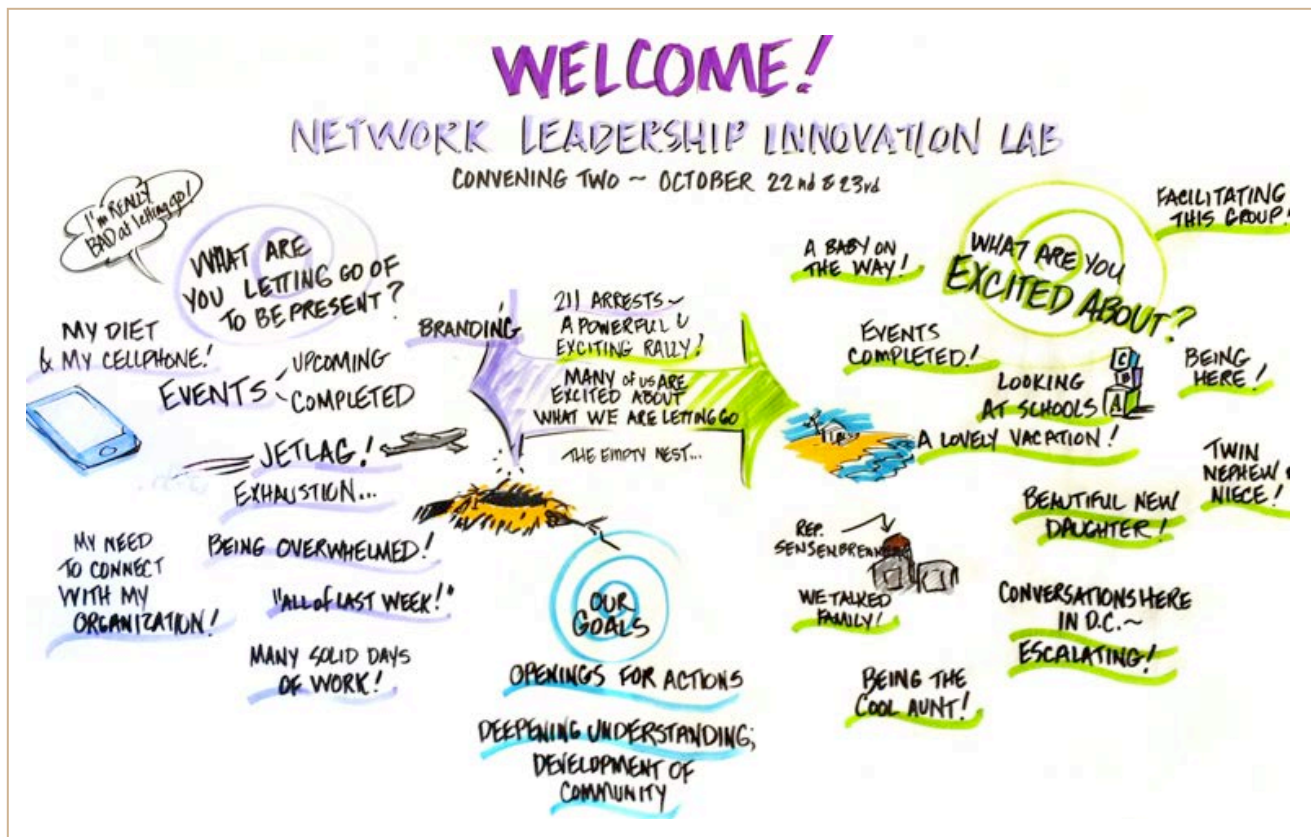 WELCOME!
NETWORK LEADERSHIP INNOVATION LAB
CONVENING TWO ~ OCTOBER 22nd & 23rd
I'm REALLY
BAD at letting go!
WHAT ARE
YOU LETTING GO OF
TO BE PRESENT?
MY DIET
& MY CELLPHONE!
EVENTS
UPCOMING
COMPLETED
BRANDING
JETLAG!
EXHAUSTION...
BEING OVERWHELMED!
MY NEED
TO CONNECT
WITH MY
ORGANIZATION!
"ALL of LAST WEEK!"
MANY SOLID DAYS
OF WORK!
211 ARRESTS~
A POWERFUL &
EXCITING RALLY!
MANY of US ARE
EXCITED ABOUT
WHAT WE ARE LETTING GO
THE EMPTY NEST...
OUR
GOALS
OPENINGS FOR ACTIONS
DEEPENING UNDERSTANDING;
DEVELOPMENT OF
COMMUNITY
WHAT ARE YOU
EXCITED ABOUT?
FACILITATING
THIS GROUP!
A BABY ON
THE WAY!
EVENTS
COMPLETED!
LOOKING
AT SCHOOLS
C
B
A
BEING
HERE!
A LOVELY VACATION!
TWIN
NEPHEW &
NIECE!
BEAUTIFUL NEW
DAUGHTER!
REP.
SENSENBRENNER
WE TALKED
FAMILY!
CONVERSATIONS HERE
IN D.C.~
ESCALATING!
BEING THE
COOL AUNT!